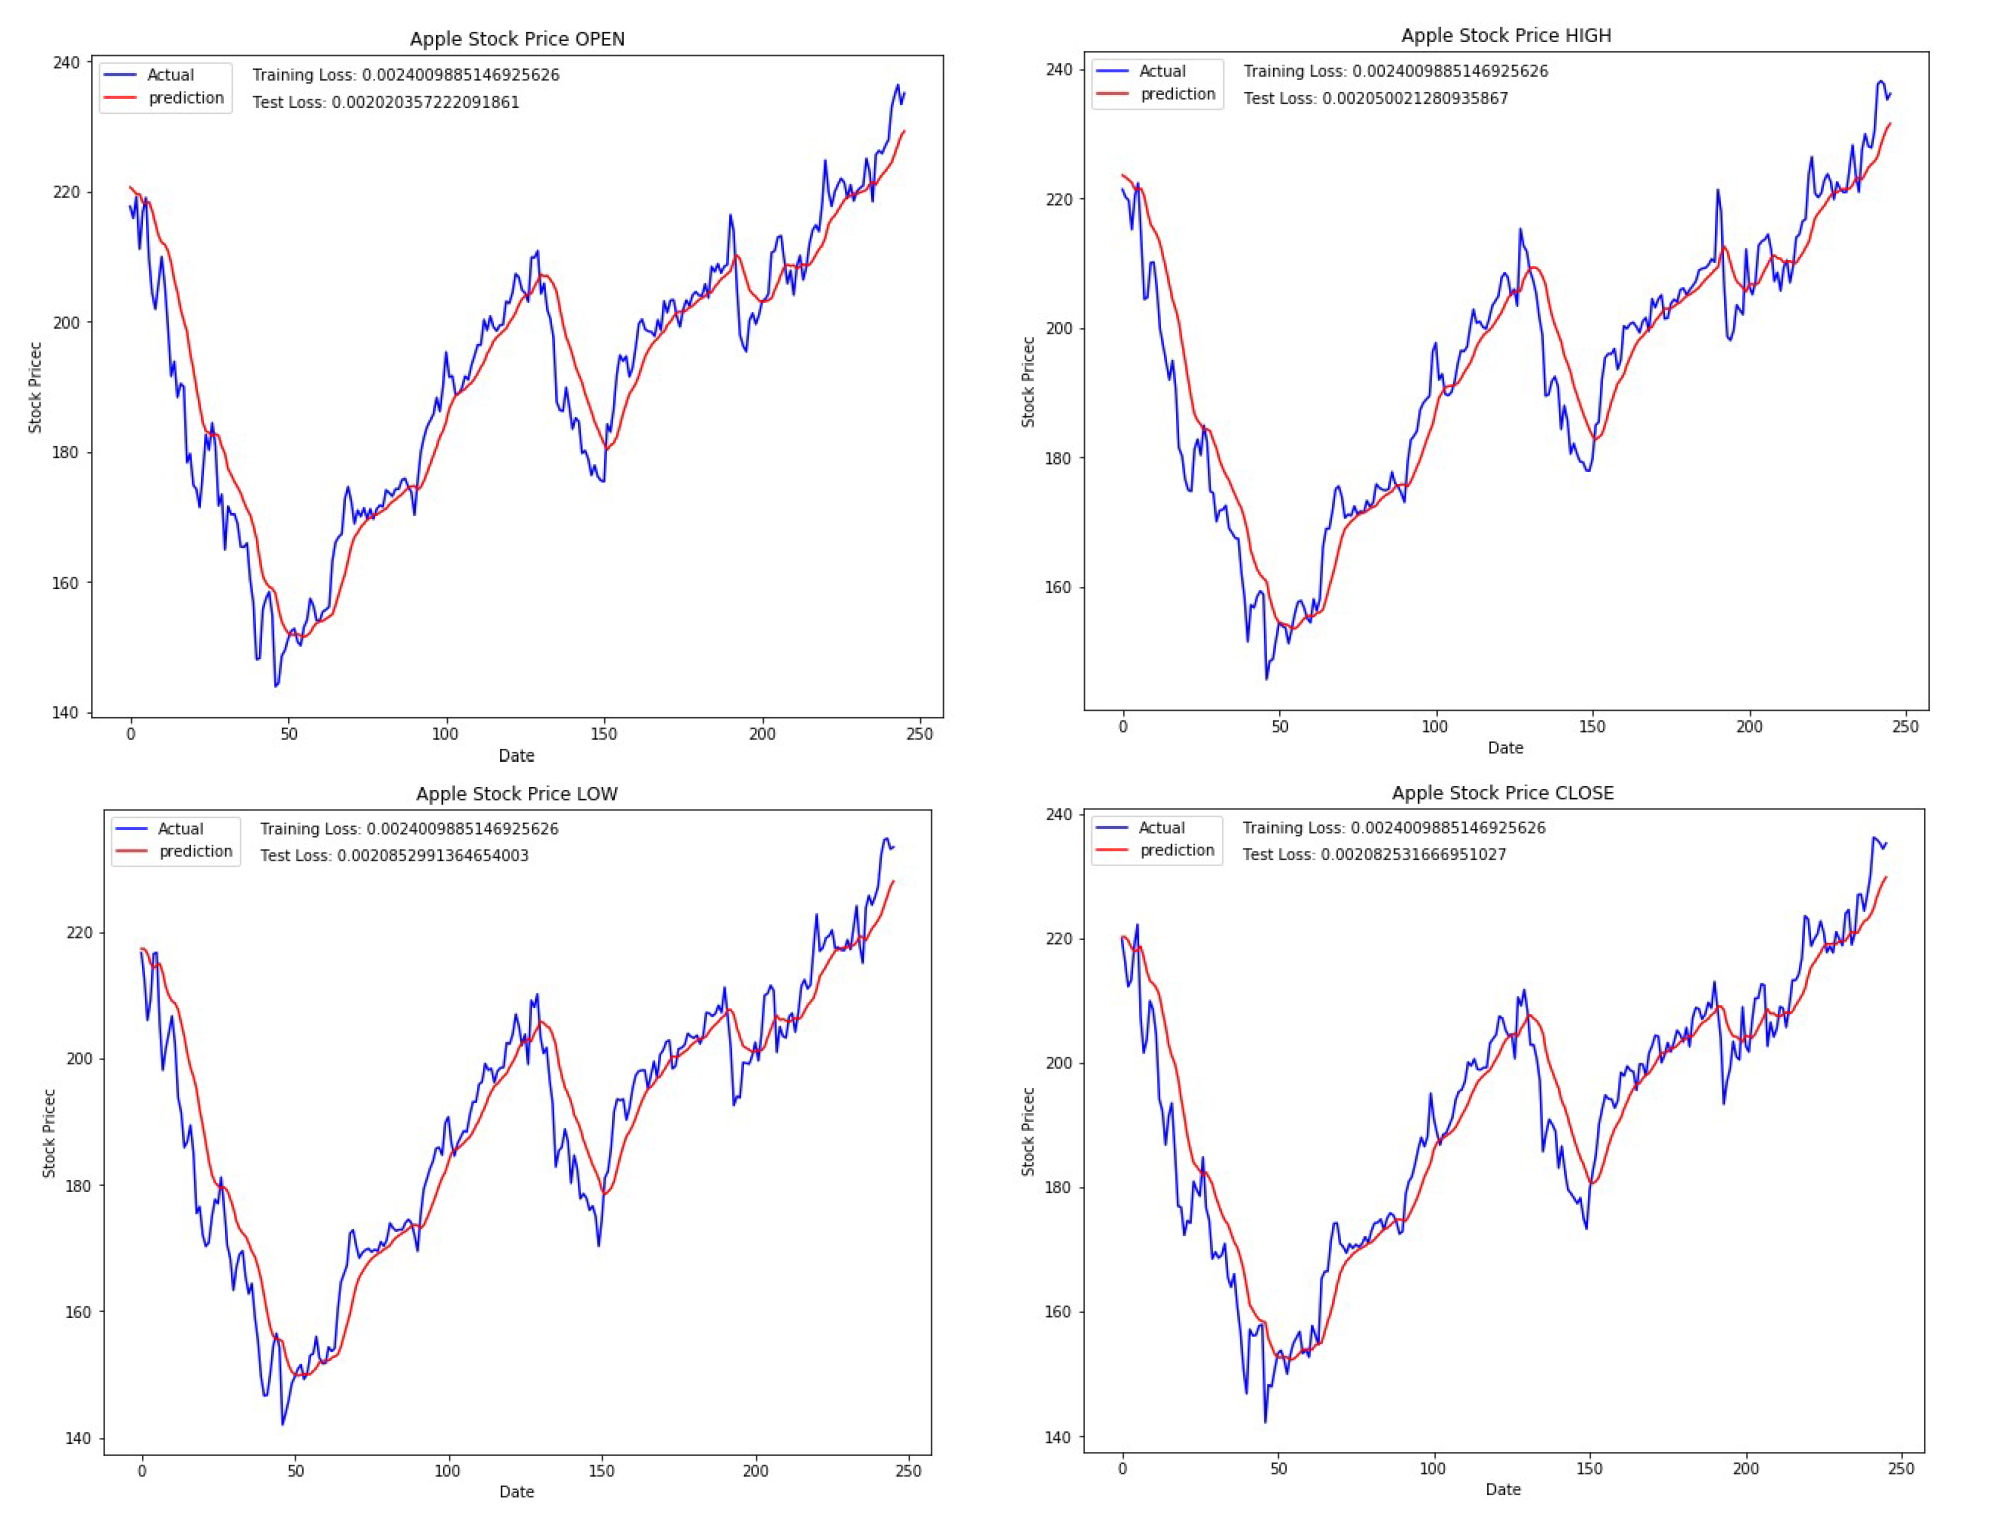 Apple Stock Price OPEN
Actual
prediction
Training Loss: 0.0024009885146925626
Test Loss: 0.002020357222091861
240
220
200
180
160
140
Stock Pricec
0 50 100 150 200 250
Date
Apple Stock Price HIGH
Actual
prediction
Training Loss: 0.0024009885146925626
Test Loss: 0.0020500021280935867
240
220
200
180
160
Stock Pricec
0 50 100 150 200 250
Date
Apple Stock Price LOW
Actual
prediction
Training Loss: 0.0024009885146925626
Test Loss: 0.0020852991364654003
220
200
180
160
140
Stock Pricec
0 50 100 150 200 250
Date
Apple Stock Price CLOSE
Actual
prediction
Training Loss: 0.0024009885146925626
Test Loss: 0.002082531666951027
240
220
200
180
160
140
Stock Pricec
0 50 100 150 200 250
Date